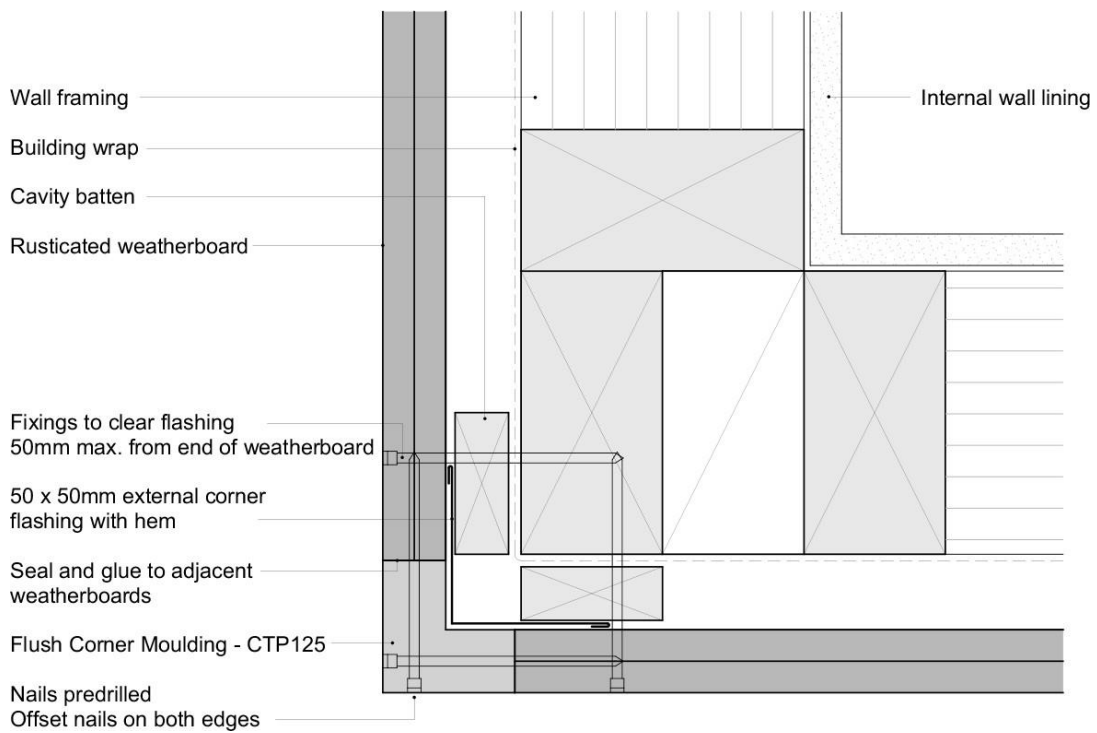 Wall framing
Internal wall lining
Building wrap
Cavity batten
Rusticated weatherboard
Fixings to clear flashing
50mm max. from end of weatherboard
50 x 50mm external corner
flashing with hem
Seal and glue to adjacent
weatherboards
Flush Corner Moulding - CTP125
Nails predrilled
Offset nails on both edges